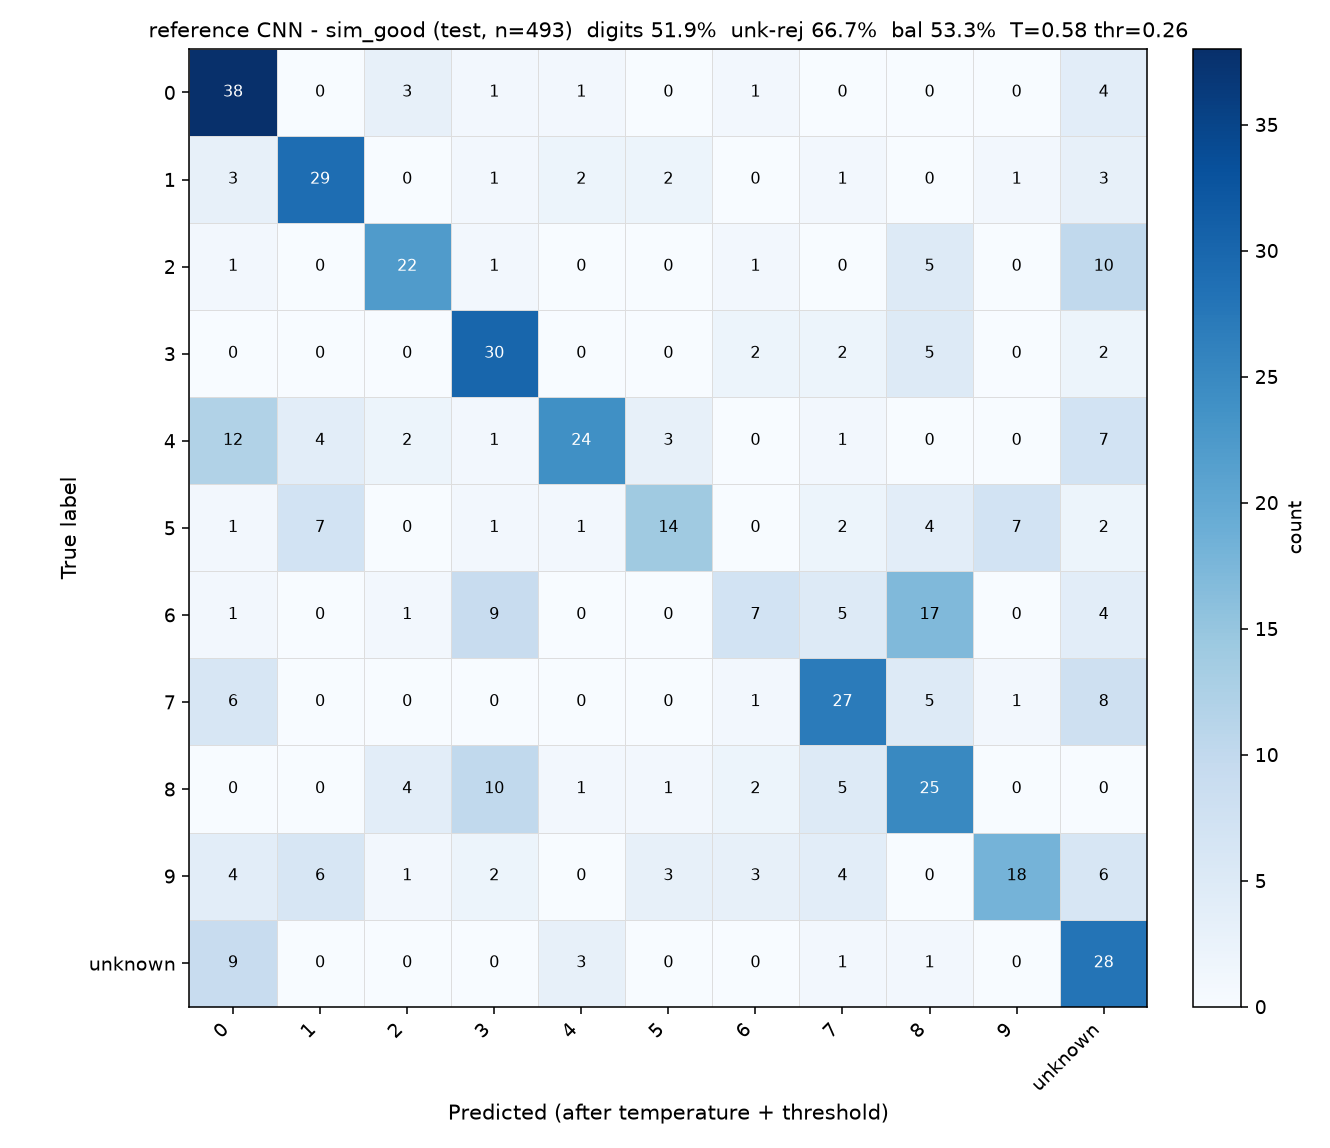 reference CNN - sim_good (test, n=493)  digits 51.9%  unk-rej 66.7%  bal 53.3%  T=0.58 thr=0.26
0 38 0 3 1 1 0 1 0 0 0 4
1 3 29 0 1 2 2 0 1 0 1 3
2 1 0 22 1 0 0 1 0 5 0 10
3 0 0 0 30 0 0 2 2 5 0 2
4 12 4 2 1 24 3 0 1 0 0 7
5 1 7 0 1 1 14 0 2 4 7 2
6 1 0 1 9 0 0 7 5 17 0 4
7 6 0 0 0 0 0 1 27 5 1 8
8 0 0 4 10 1 1 2 5 25 0 0
9 4 6 1 2 0 3 3 4 0 18 6
unknown 9 0 0 0 3 0 0 1 1 0 28
0 1 2 3 4 5 6 7 8 9 unknown
Predicted (after temperature + threshold)
True label
35
30
25
20
15
10
5
0
count